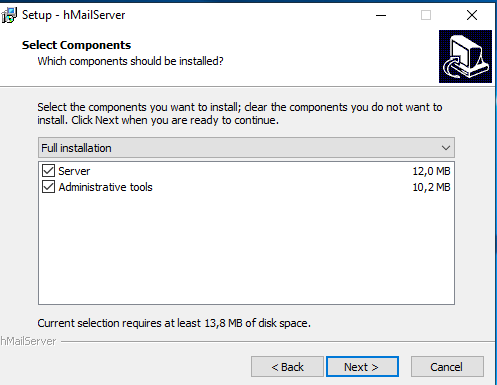 Setup - hMailServer
Select Components
Which components should be installed?
Select the components you want to install; clear the components you do not want to
install. Click Next when you are ready to continue.
Full installation
Server 12,0 MB
Administrative tools 10,2 MB
Current selection requires at least 13,8 MB of disk space.
hMailServer
< Back Next > Cancel